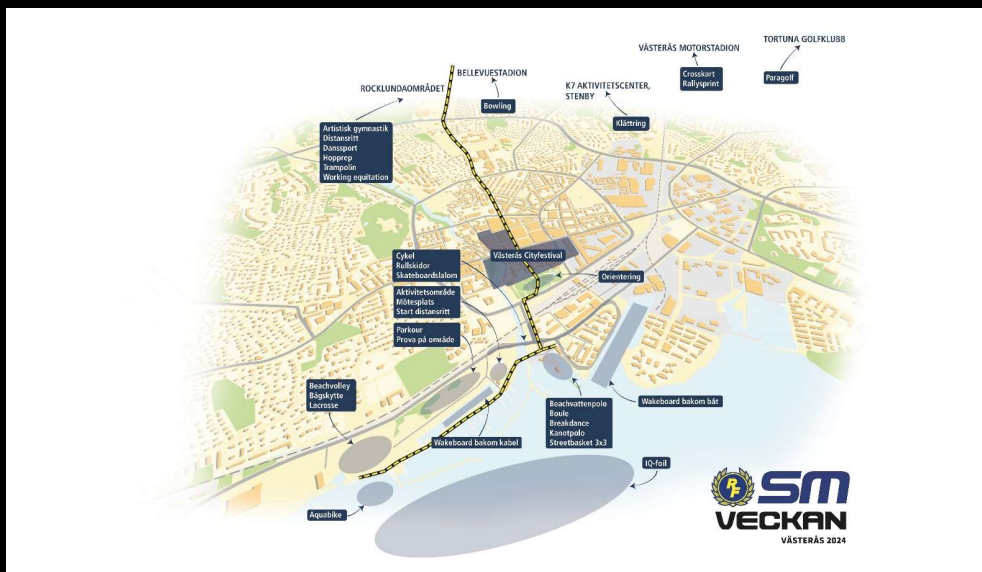 TORTUNA GOLFKLUBB
VÄSTERÅS MOTORSTADION
Crosskart
Rallysprint
Paragolf
BELLEVUESTADION
Bowling
K7 AKTIVITETSCENTER,
STENBY
Klättring
ROCKLUNDAOMRÅDET
Artistisk gymnastik
Distansritt
Danssport
Hopprep
Trampolin
Working equitation
Cykel
Rullskidor
Skateboardslalom
Västerås Cityfestival
Orientering
Aktivitetsområde
Mötesplats
Start distansritt
Parkour
Prova på område
Beachvolley
Bågskytte
Lacrosse
Wakeboard bakom kabel
Beachvattenpolo
Boule
Breakdance
Kanotpolo
Streetbasket 3x3
Wakeboard bakom båt
IQ-foil
Aquabike
RF SM
VECKAN
VÄSTERÅS 2024